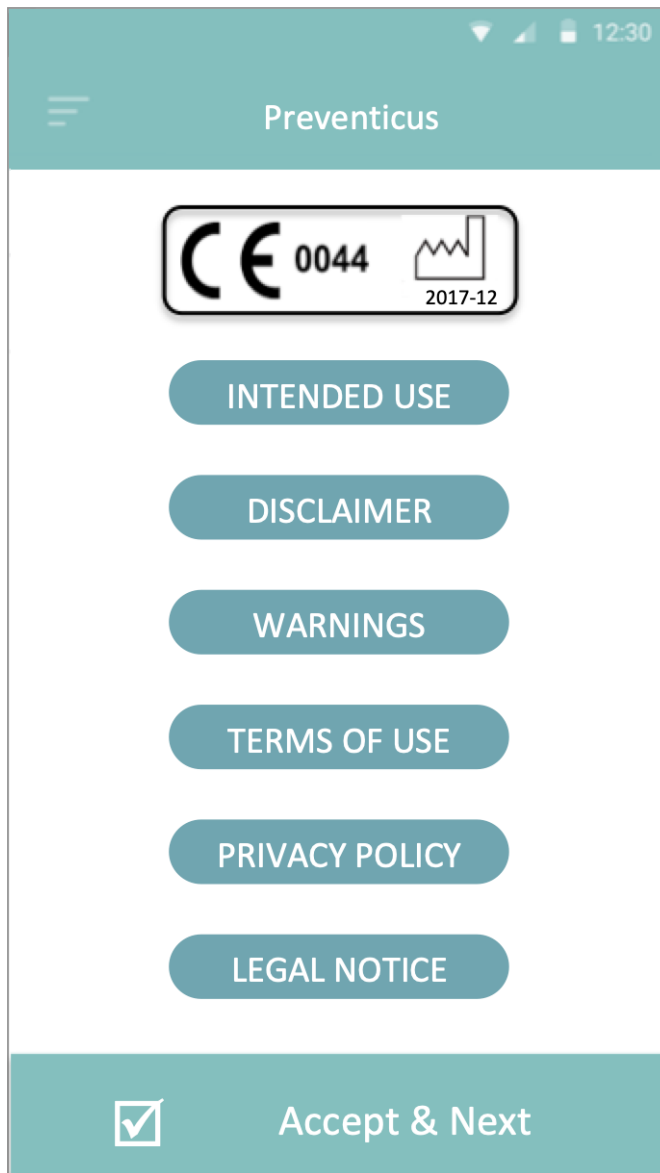 12:30
Preventicus
CE 0044
2017-12
INTENDED USE
DISCLAIMER
WARNINGS
TERMS OF USE
PRIVACY POLICY
LEGAL NOTICE
Accept & Next